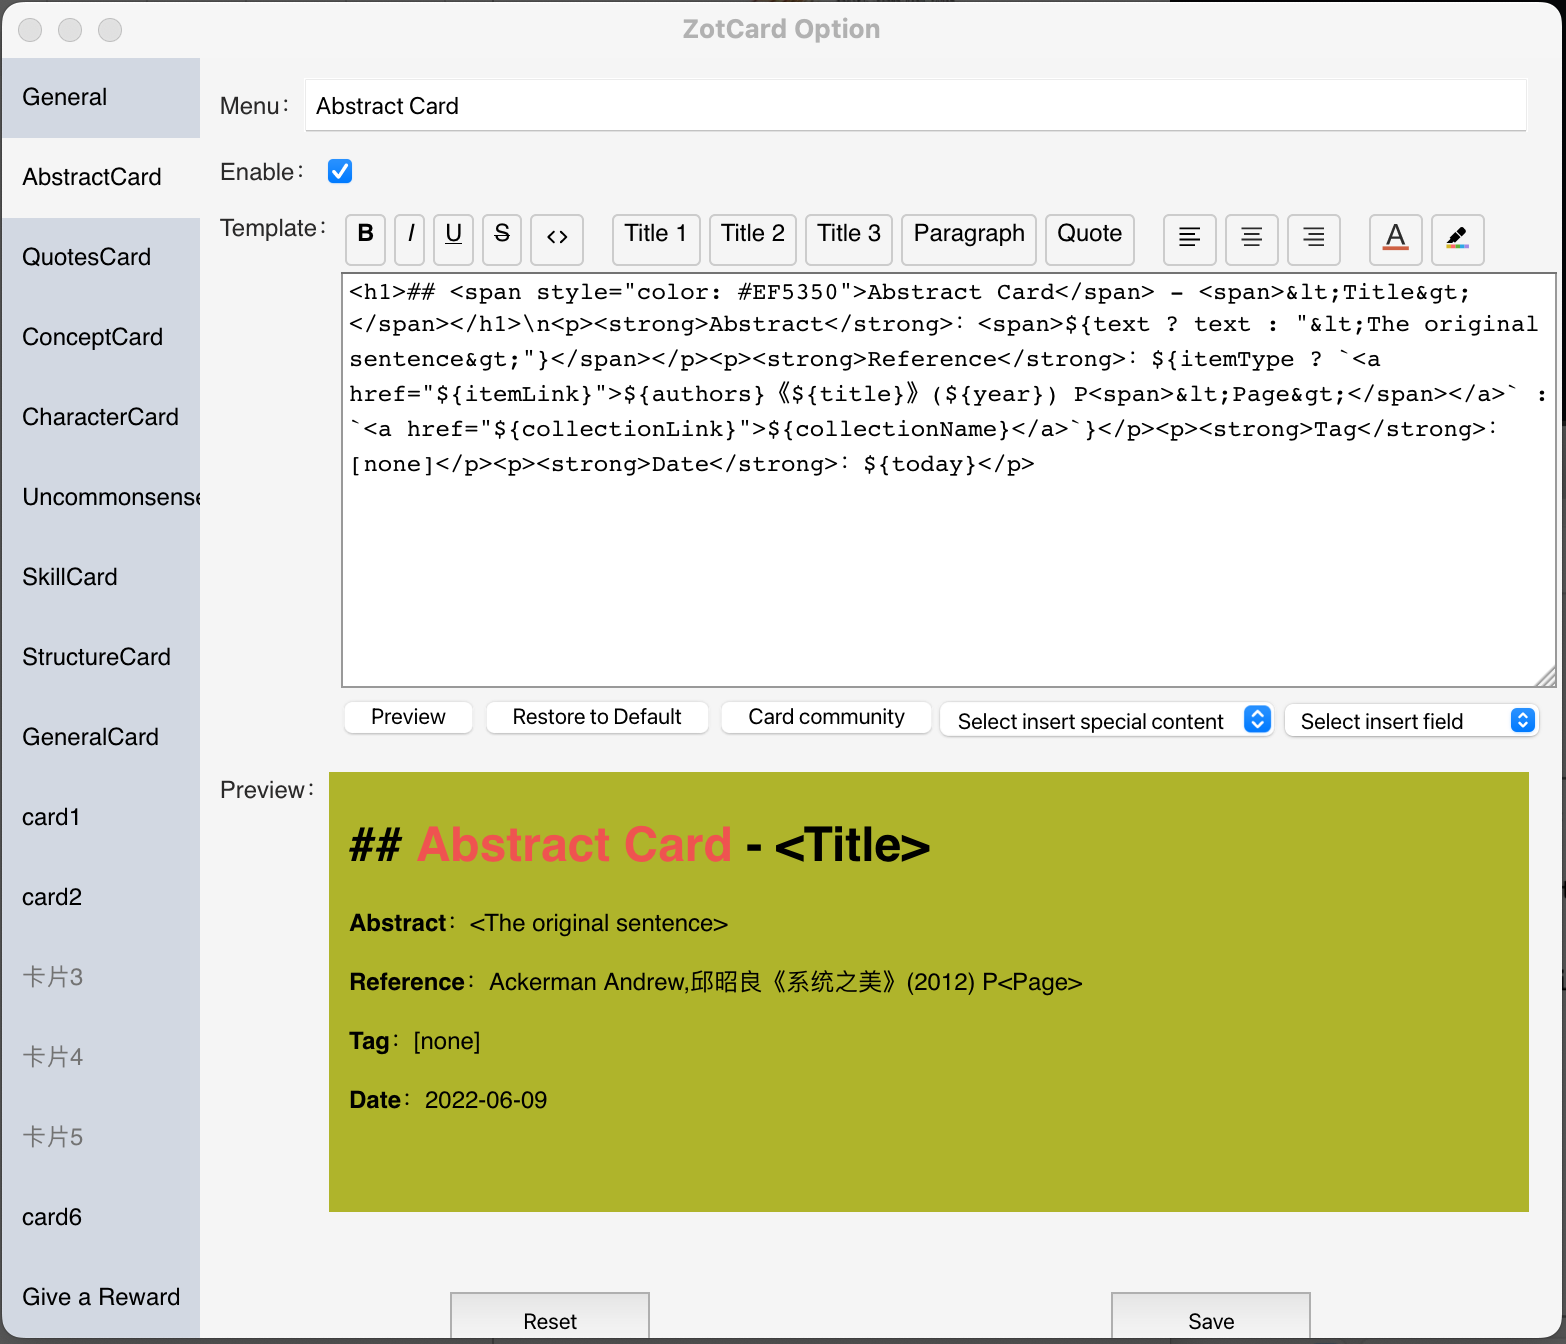 ZotCard Option
General
AbstractCard
QuotesCard
ConceptCard
CharacterCard
Uncommonsense
SkillCard
StructureCard
GeneralCard
card1
card2
卡片3
卡片4
卡片5
card6
Give a Reward
Menu： Abstract Card
Enable：
Template： B I U S <> Title 1 Title 2 Title 3 Paragraph Quote A
<h1>## <span style="color: #EF5350">Abstract Card</span> - <span>&lt;Title&gt;
</span></h1>\n<p><strong>Abstract</strong>：<span>${text ? text : "&lt;The original
sentence&gt;"}</span></p><p><strong>Reference</strong>：${itemType ? `<a
href="${itemLink}">${authors}《${title}》(${year}) P<span>&lt;Page&gt;</span></a>` :
`<a href="${collectionLink}">${collectionName}</a>`}</p><p><strong>Tag</strong>：
[none]</p><p><strong>Date</strong>：${today}</p>
Preview Restore to Default Card community Select insert special content Select insert field
Preview：
## Abstract Card - <Title>
Abstract：<The original sentence>
Reference：Ackerman Andrew,邱昭良《系统之美》(2012) P<Page>
Tag：[none]
Date：2022-06-09
Reset Save